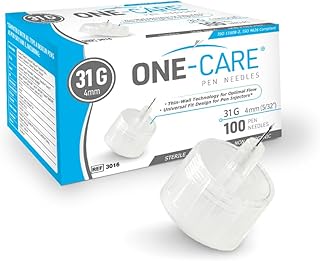 ISO 11608-2, ISO 9626 Compliant
31 G
4mm
ONE-CARE®
PEN NEEDLES
• Thin-Wall Technology for Optimal Flow
• Universal Fit Design for Pen Injectors*
31 G 4mm (5/32")
100 PEN NEEDLES
REF 3016
STERILE